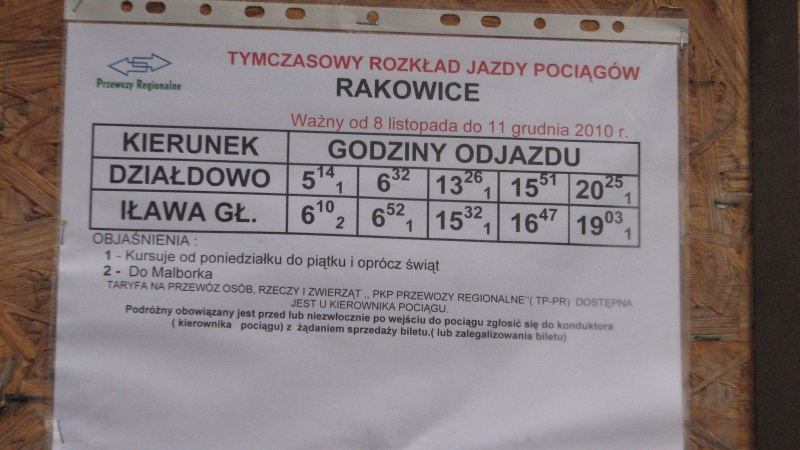 Przewozy Regionalne
TYMCZASOWY ROZKŁAD JAZDY POCIĄGÓW
RAKOWICE
Ważny od 8 listopada do 11 grudnia 2010 r.
KIERUNEK GODZINY ODJAZDU
DZIAŁDOWO 5 14 1 6 32 13 26 1 15 51 20 25 1
IŁAWA GŁ. 6 10 2 6 52 1 15 32 1 16 47 19 03 1
OBJAŚNIENIA :
1 - Kursuje od poniedziałku do piątku i oprócz świąt
2 - Do Malborka
TARYFA NA PRZEWÓZ OSÓB, RZECZY I ZWIERZĄT ,, PKP PRZEWOZY REGIONALNE"( TP-PR) DOSTĘPNA
JEST U KIEROWNIKA POCIĄGU.
Podróżny obowiązany jest przed lub niezwłocznie po wejściu do pociągu zgłosić się do konduktora
( kierownika pociągu) z żądaniem sprzedaży biletu.( lub zalegalizowania biletu)